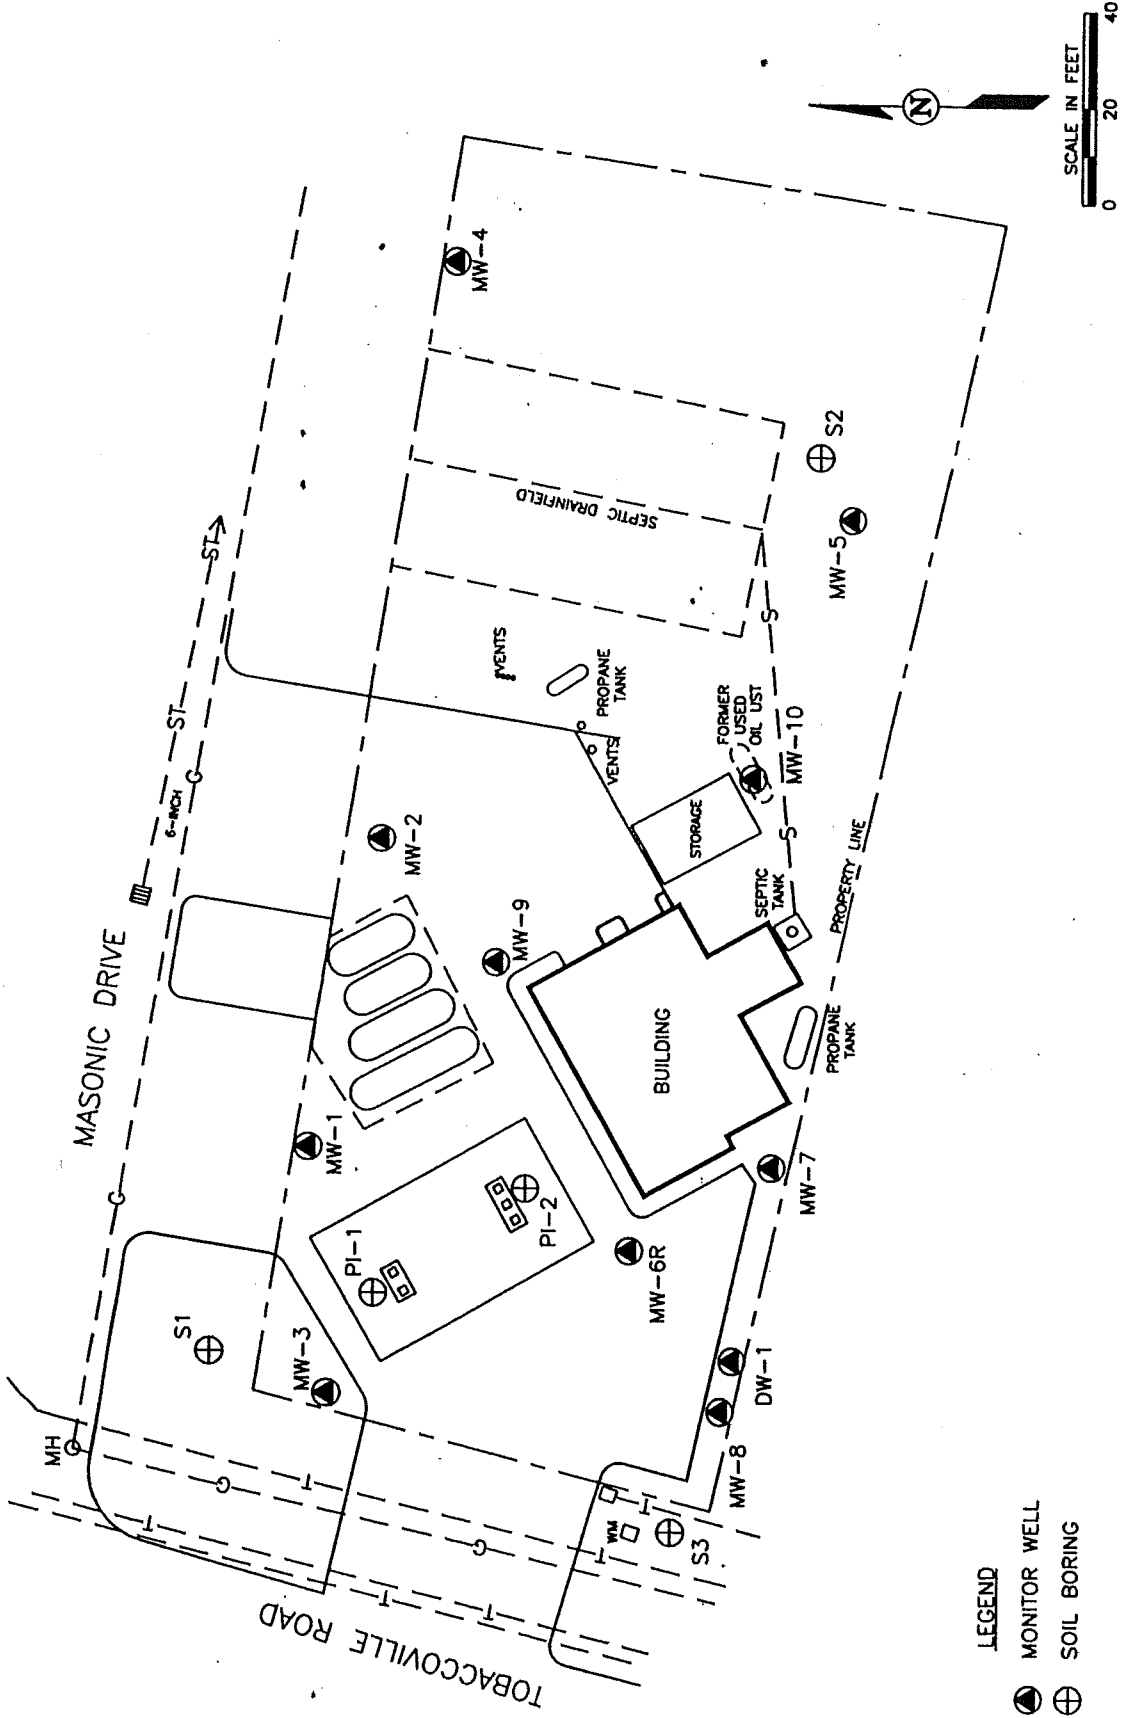 MASONIC DRIVE
TOBACCOVILLE ROAD
MH
S1
MW-3
PI-1
PI-2
MW-1
MW-2
MW-9
MW-4
6-INCH
G
G
G
G
ST
ST
T
T
T
T
T
T
SEPTIC DRAINFIELD
VENTS
PROPANE
TANK
VENTS
FORMER
USED
OIL UST
MW-10
STORAGE
S
S
SEPTIC
TANK
PROPERTY LINE
BUILDING
PROPANE
TANK
MW-5
S2
MW-6R
MW-7
DW-1
MW-8
WM
S3
LEGEND
MONITOR WELL
SOIL BORING
N
SCALE IN FEET
0 20 40